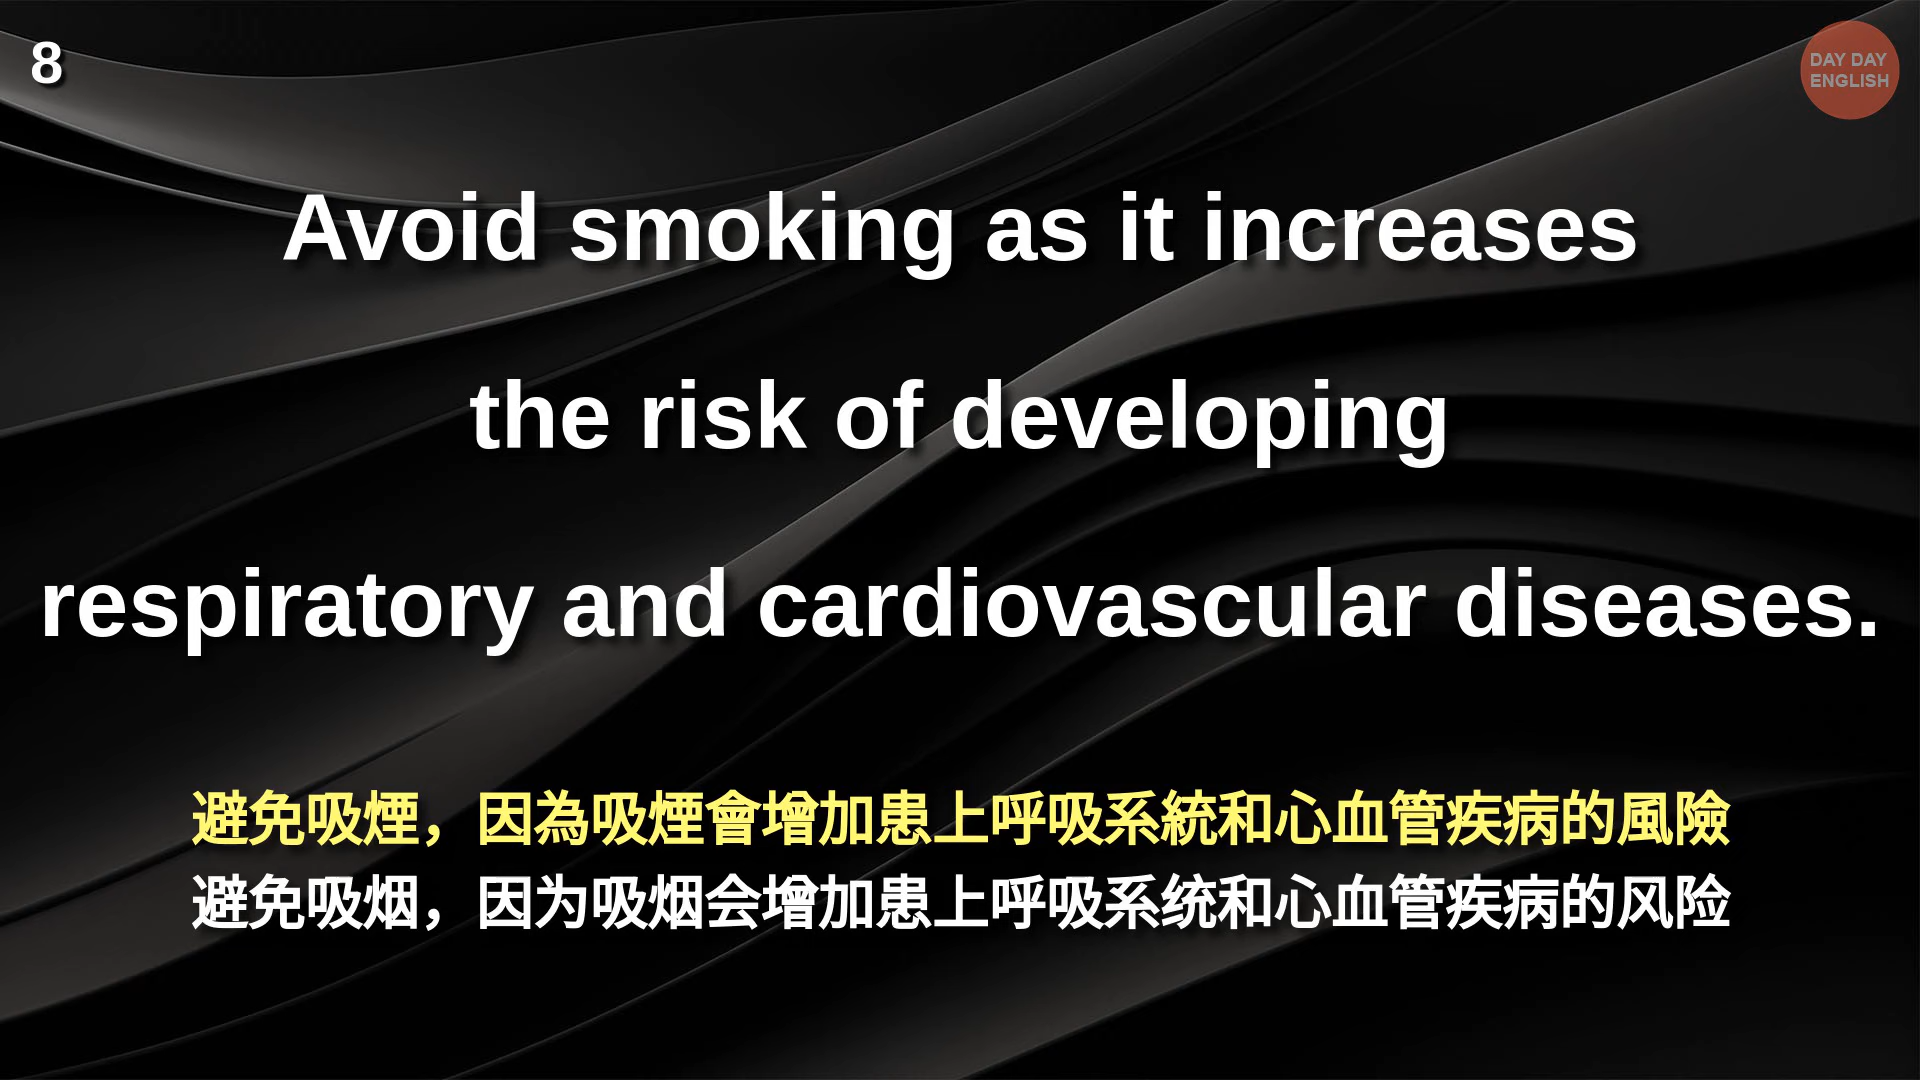 8
DAY DAY
ENGLISH
Avoid smoking as it increases
the risk of developing
respiratory and cardiovascular diseases.
避免吸煙，因為吸煙會增加患上呼吸系統和心血管疾病的風險
避免吸烟，因为吸烟会增加患上呼吸系统和心血管疾病的风险